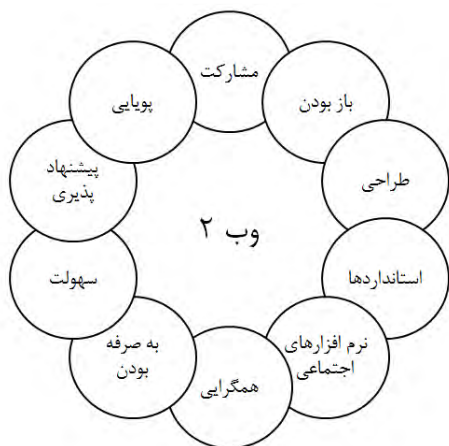 مشارکت
باز بودن
طراحی
استانداردها
نرم افزارهای
اجتماعی
همگرایی
به صرفه
بودن
سهولت
پیشنهاد
پذیری
پویایی
وب ۲